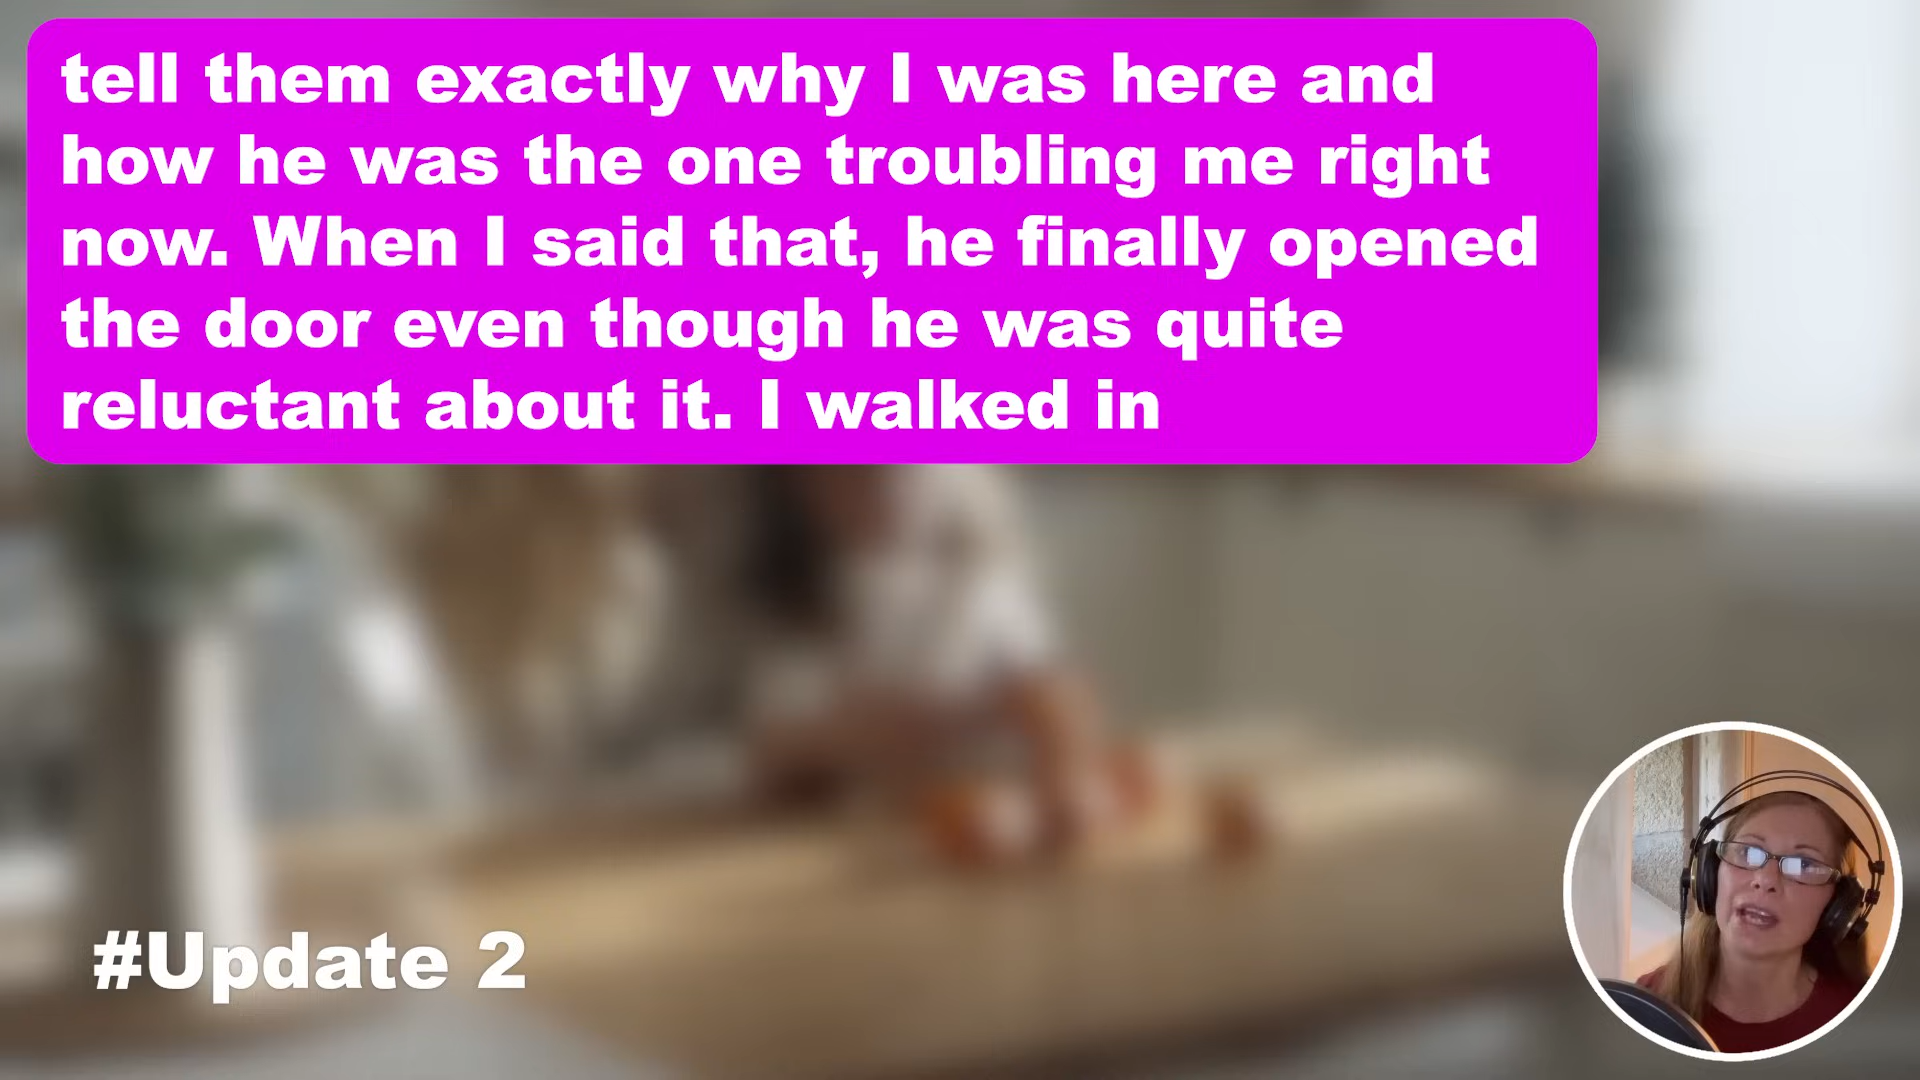 tell them exactly why I was here and
how he was the one troubling me right
now. When I said that, he finally opened
the door even though he was quite
reluctant about it. I walked in
#Update 2